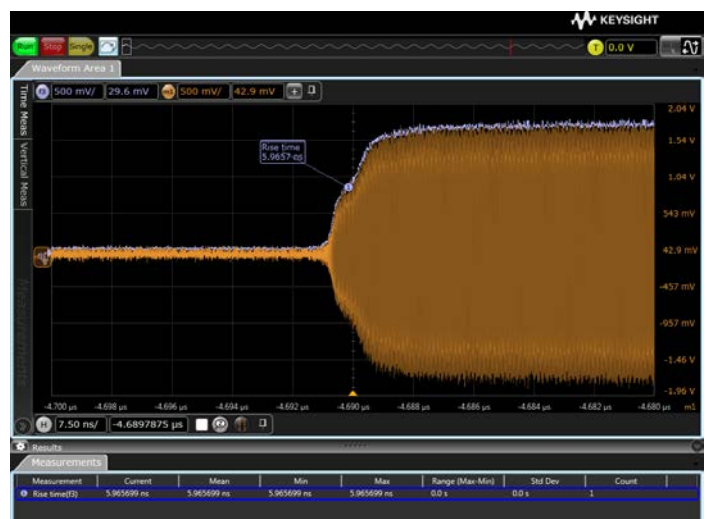 KEYSIGHT
Run Stop Single T 0.0 V
Waveform Area 1
f3 500 mV/ 29.6 mV m1 500 mV/ 42.9 mV +
Time Meas
Vertical Meas
Measurements
Rise time
5.9657 ns
2.04 V
1.54 V
1.04 V
543 mV
42.9 mV
-457 mV
-957 mV
-1.46 V
-1.96 V
-4.700 µs -4.698 µs -4.696 µs -4.694 µs -4.692 µs -4.690 µs -4.688 µs -4.686 µs -4.684 µs -4.682 µs -4.680 µs m1
H 7.50 ns/ -4.6897875 µs
Results
Measurements
Measurement Current Mean Min Max Range (Max-Min) Std Dev Count
Rise time(f3) 5.965699 ns 5.965699 ns 5.965699 ns 5.965699 ns 0.0 s 0.0 s 1